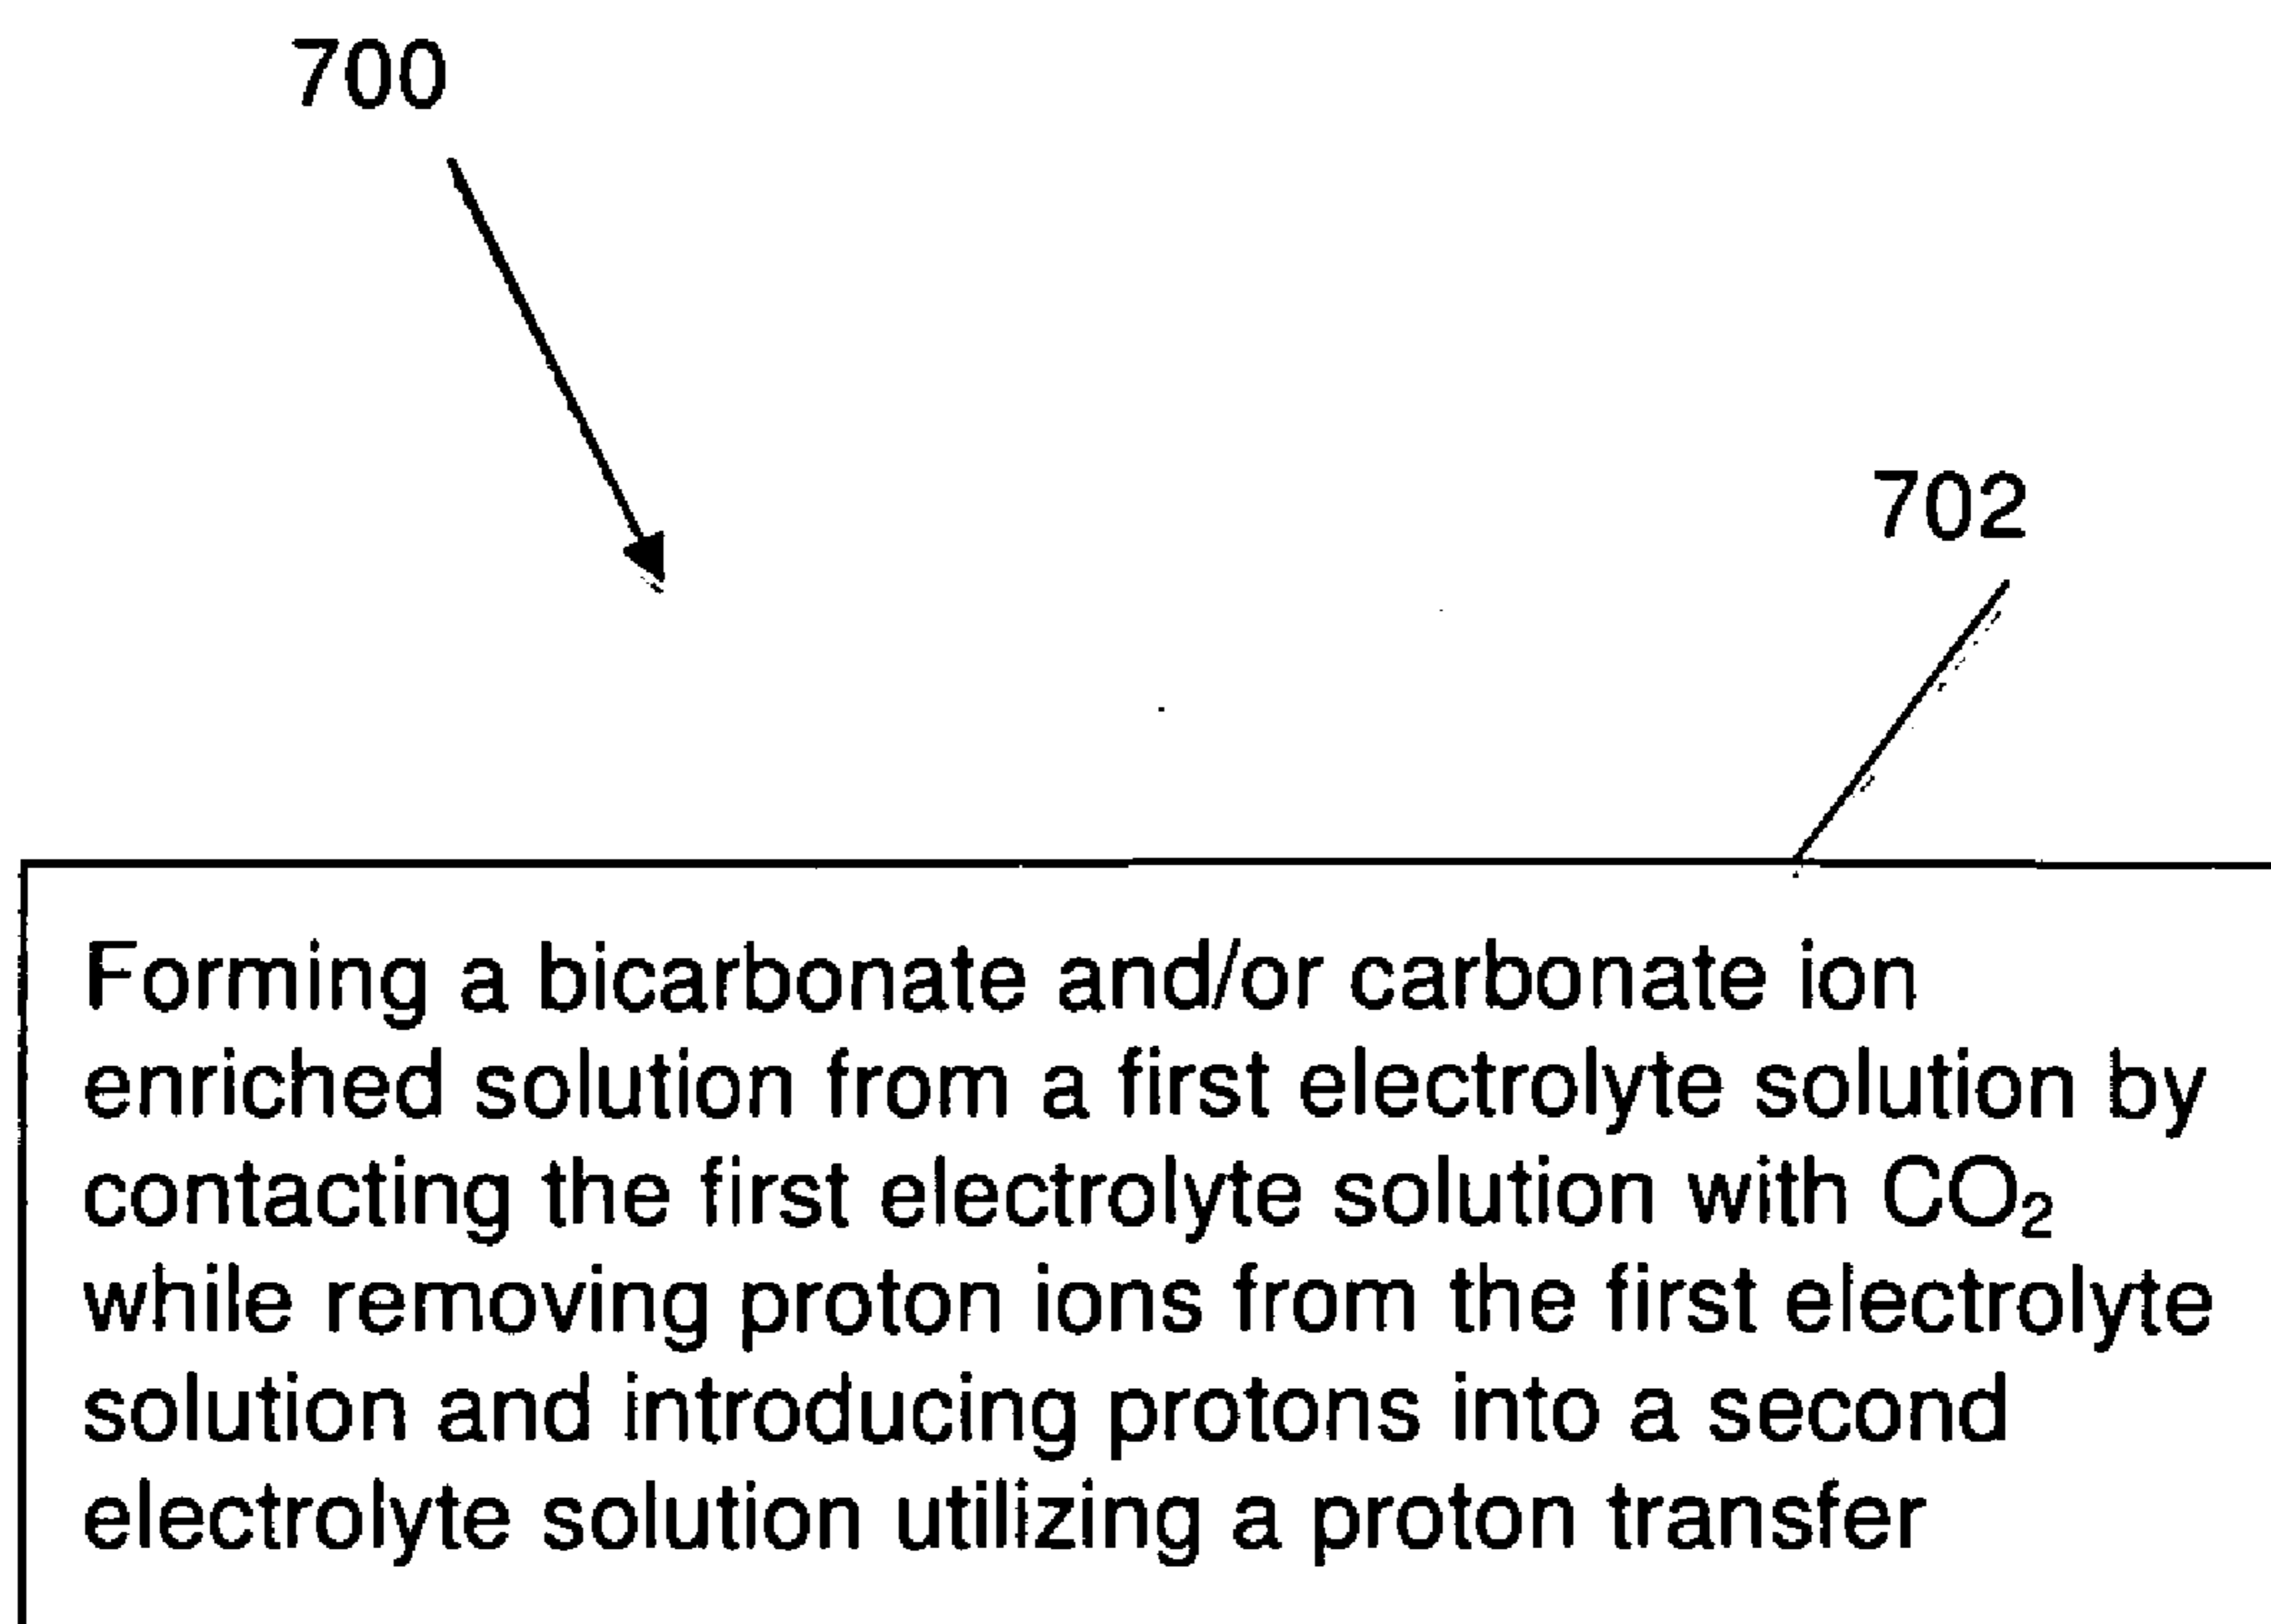 700
702
Forming a bicarbonate and/or carbonate ion
enriched solution from a first electrolyte solution by
contacting the first electrolyte solution with CO₂
while removing proton ions from the first electrolyte
solution and introducing protons into a second
electrolyte solution utilizing a proton transfer